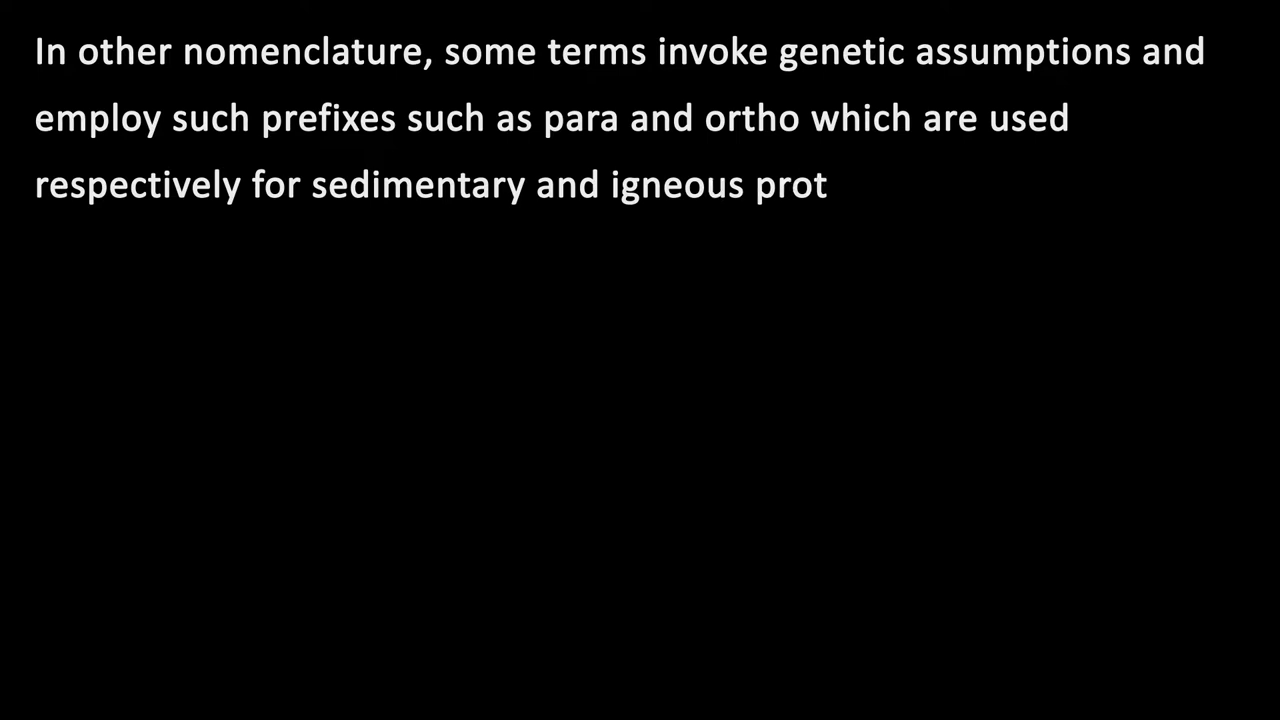 In other nomenclature, some terms invoke genetic assumptions and
employ such prefixes such as para and ortho which are used
respectively for sedimentary and igneous prot